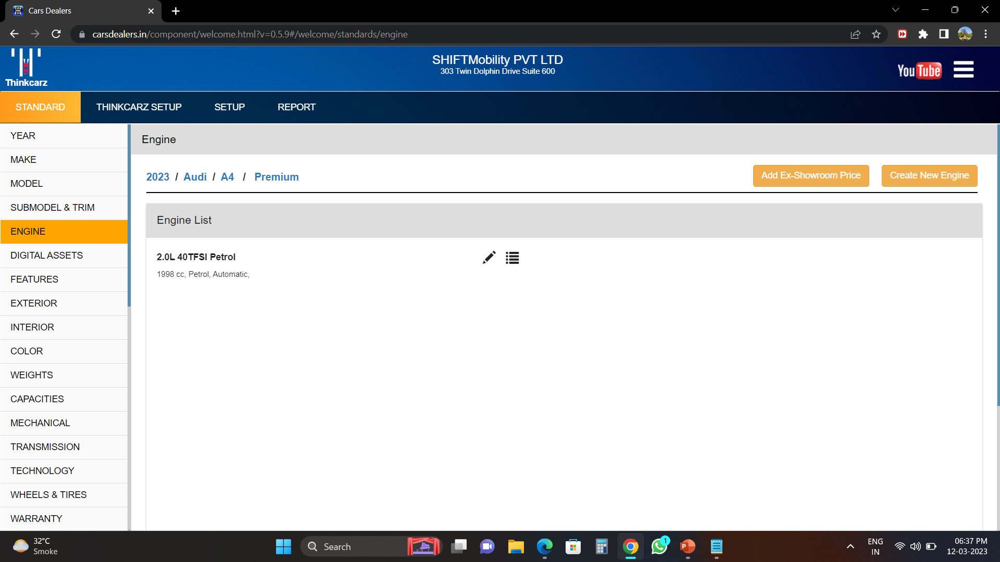 Cars Dealers
carsdealers.in/component/welcome.html?v=0.5.9#/welcome/standards/engine
Thinkcarz
SHIFTMobility PVT LTD
303 Twin Dolphin Drive Suite 600
YouTube
STANDARD THINKCARZ SETUP SETUP REPORT
YEAR
MAKE
MODEL
SUBMODEL & TRIM
ENGINE
DIGITAL ASSETS
FEATURES
EXTERIOR
INTERIOR
COLOR
WEIGHTS
CAPACITIES
MECHANICAL
TRANSMISSION
TECHNOLOGY
WHEELS & TIRES
WARRANTY
Engine
2023 / Audi / A4 / Premium
Add Ex-Showroom Price
Create New Engine
Engine List
2.0L 40TFSI Petrol
1998 cc, Petrol, Automatic,
32°C
Smoke
Search
1
P
ENG
IN
06:37 PM
12-03-2023